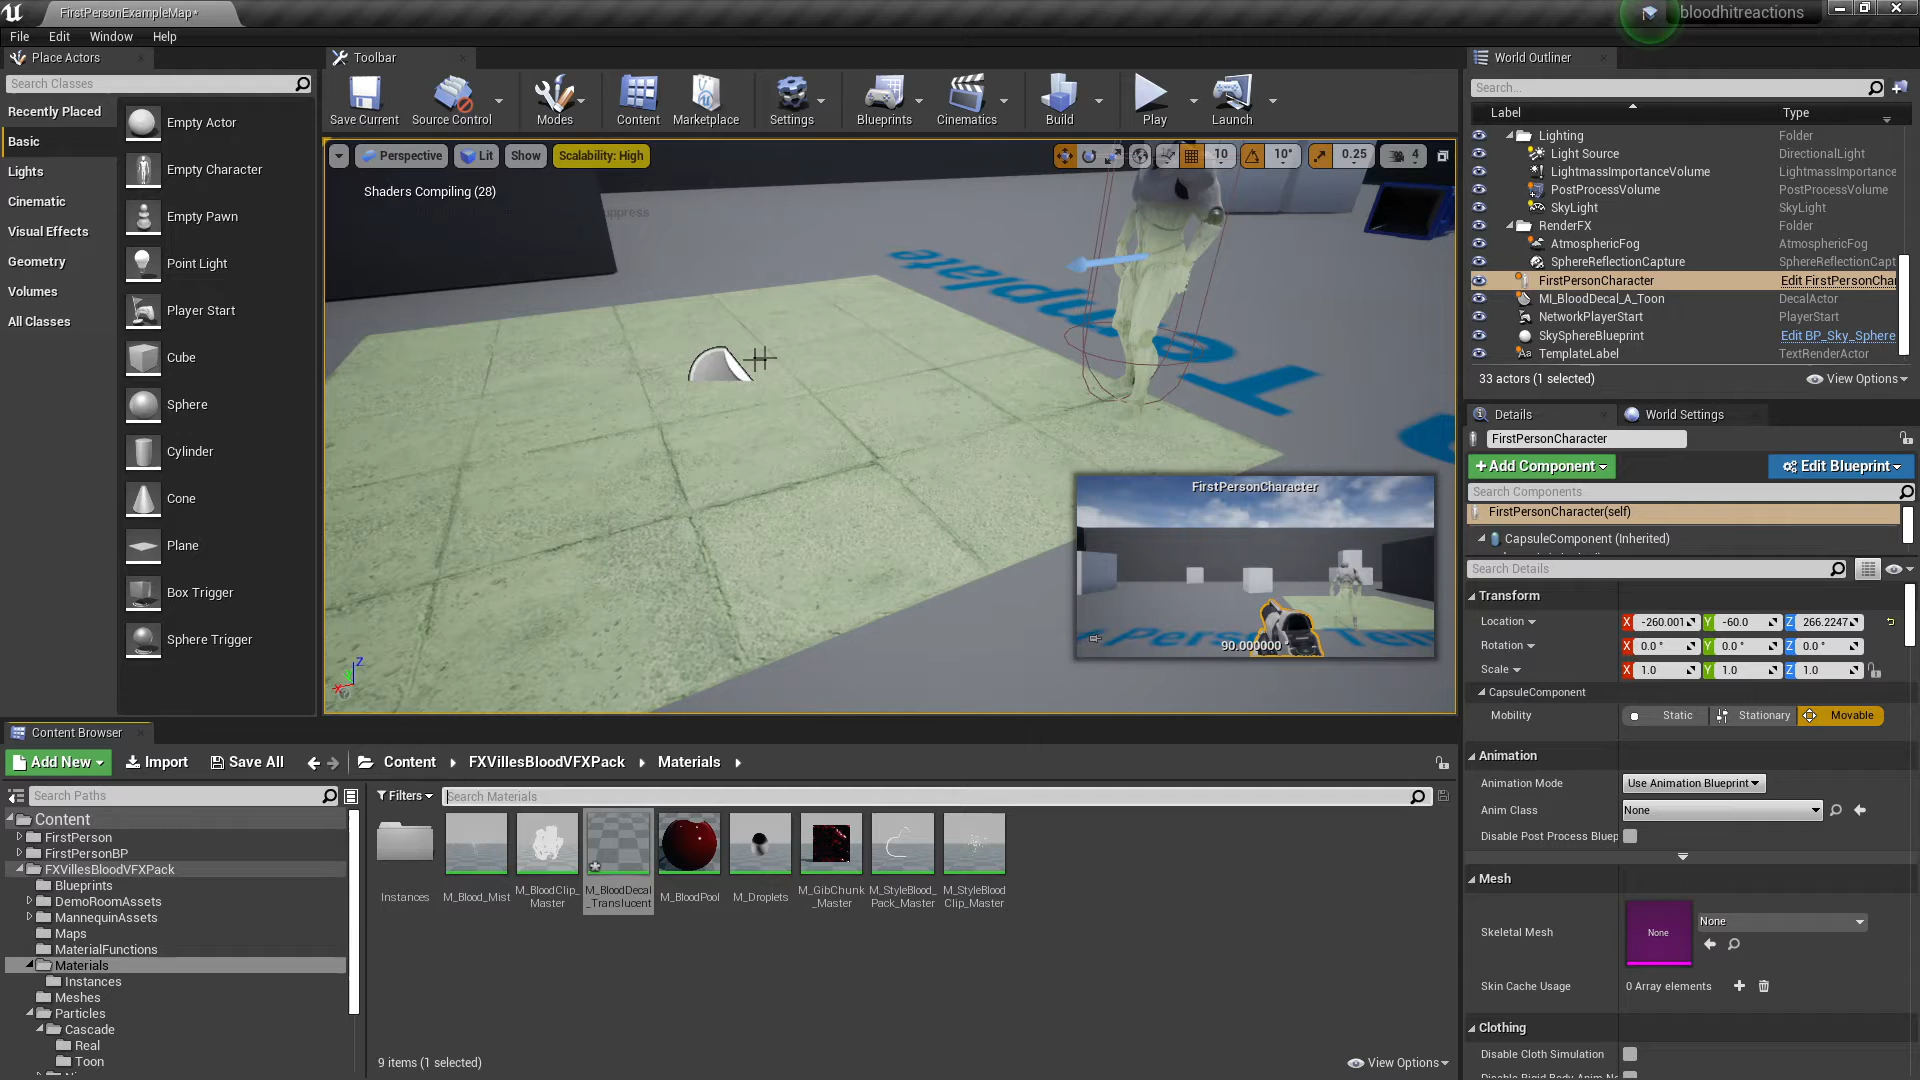 FirstPersonExampleMap*
bloodhitreactions
File Edit Window Help
Place Actors
Search Classes
Recently Placed
Basic
Lights
Cinematic
Visual Effects
Geometry
Volumes
All Classes
Empty Actor
Empty Character
Empty Pawn
Point Light
Player Start
Cube
Sphere
Cylinder
Cone
Plane
Box Trigger
Sphere Trigger
Toolbar
Save Current Source Control Modes Content Marketplace Settings Blueprints Cinematics Build Play Launch
Perspective Lit Show Scalability: High 10 10° 0.25 4
Shaders Compiling (28)
FirstPersonCharacter
90.000000
World Outliner
Search...
Label Type
Lighting Folder
Light Source DirectionalLight
LightmassImportanceVolume LightmassImportance
PostProcessVolume PostProcessVolume
SkyLight SkyLight
RenderFX Folder
AtmosphericFog AtmosphericFog
SphereReflectionCapture SphereReflectionCapt
FirstPersonCharacter Edit FirstPersonChar
MI_BloodDecal_A_Toon DecalActor
NetworkPlayerStart PlayerStart
SkySphereBlueprint Edit BP_Sky_Sphere
TemplateLabel TextRenderActor
33 actors (1 selected) View Options
Details World Settings
FirstPersonCharacter
+Add Component Edit Blueprint
Search Components
FirstPersonCharacter(self)
CapsuleComponent (Inherited)
Search Details
Transform
Location X -260.001 Y -60.0 Z 266.2247
Rotation X 0.0 ° Y 0.0 ° Z 0.0 °
Scale X 1.0 Y 1.0 Z 1.0
CapsuleComponent
Mobility Static Stationary Movable
Animation
Animation Mode Use Animation Blueprint
Anim Class None
Disable Post Process Bluep
Mesh
Skeletal Mesh None None
Skin Cache Usage 0 Array elements
Clothing
Disable Cloth Simulation
Content Browser
Add New Import Save All Content FXVillesBloodVFXPack Materials
Search Paths
Filters Search Materials
Content
FirstPerson
FirstPersonBP
FXVillesBloodVFXPack
Blueprints
DemoRoomAssets
MannequinAssets
Maps
MaterialFunctions
Materials
Instances
Meshes
Particles
Cascade
Real
Toon
Instances
M_Blood_Mist
M_BloodClip_
Master
M_BloodDecal
_Translucent
M_BloodPool
M_Droplets
M_GibChunk
_Master
M_StyleBlood_
Pack_Master
M_StyleBlood
Clip_Master
9 items (1 selected) View Options